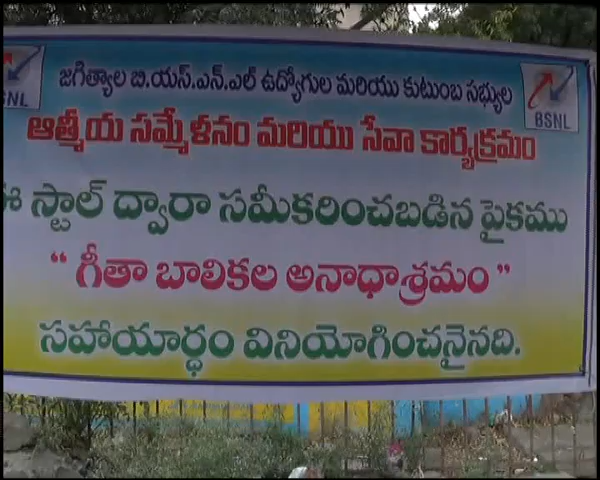 జగిత్యాల బి.యస్.ఎన్.ఎల్ ఉద్యోగుల మరియు కుటుంబ సభ్యుల
BSNL
ఆత్మీయ సమ్మేళనం మరియు సేవా కార్యక్రమం
BSNL
ఈ స్టాల్ ద్వారా సమీకరించబడిన పైకము
“ గీతా బాలికల అనాధాశ్రమం ”
సహాయార్ధం వినియోగించనైనది.